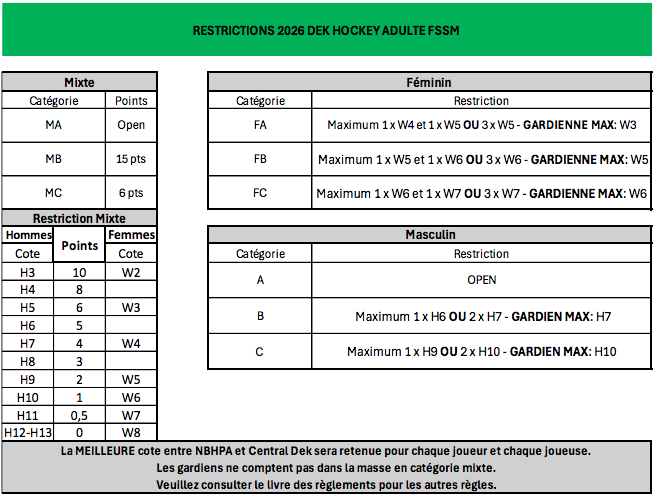 RESTRICTIONS 2026 DEK HOCKEY ADULTE FSSM
Mixte
Catégorie Points
MA Open
MB 15 pts
MC 6 pts
Restriction Mixte
Hommes Points Femmes
Cote Cote
H3 10 W2
H4 8
H5 6 W3
H6 5
H7 4 W4
H8 3
H9 2 W5
H10 1 W6
H11 0,5 W7
H12-H13 0 W8
Féminin
Catégorie Restriction
FA Maximum 1 x W4 et 1 x W5 OU 3 x W5 - GARDIENNE MAX: W3
FB Maximum 1 x W5 et 1 x W6 OU 3 x W6 - GARDIENNE MAX: W5
FC Maximum 1 x W6 et 1 x W7 OU 3 x W7 - GARDIENNE MAX: W6
Masculin
Catégorie Restriction
A OPEN
B Maximum 1 x H6 OU 2 x H7 - GARDIEN MAX: H7
C Maximum 1 x H9 OU 2 x H10 - GARDIEN MAX: H10
La MEILLEURE cote entre NBHPA et Central Dek sera retenue pour chaque joueur et chaque joueuse.
Les gardiens ne comptent pas dans la masse en catégorie mixte.
Veuillez consulter le livre des règlements pour les autres règles.